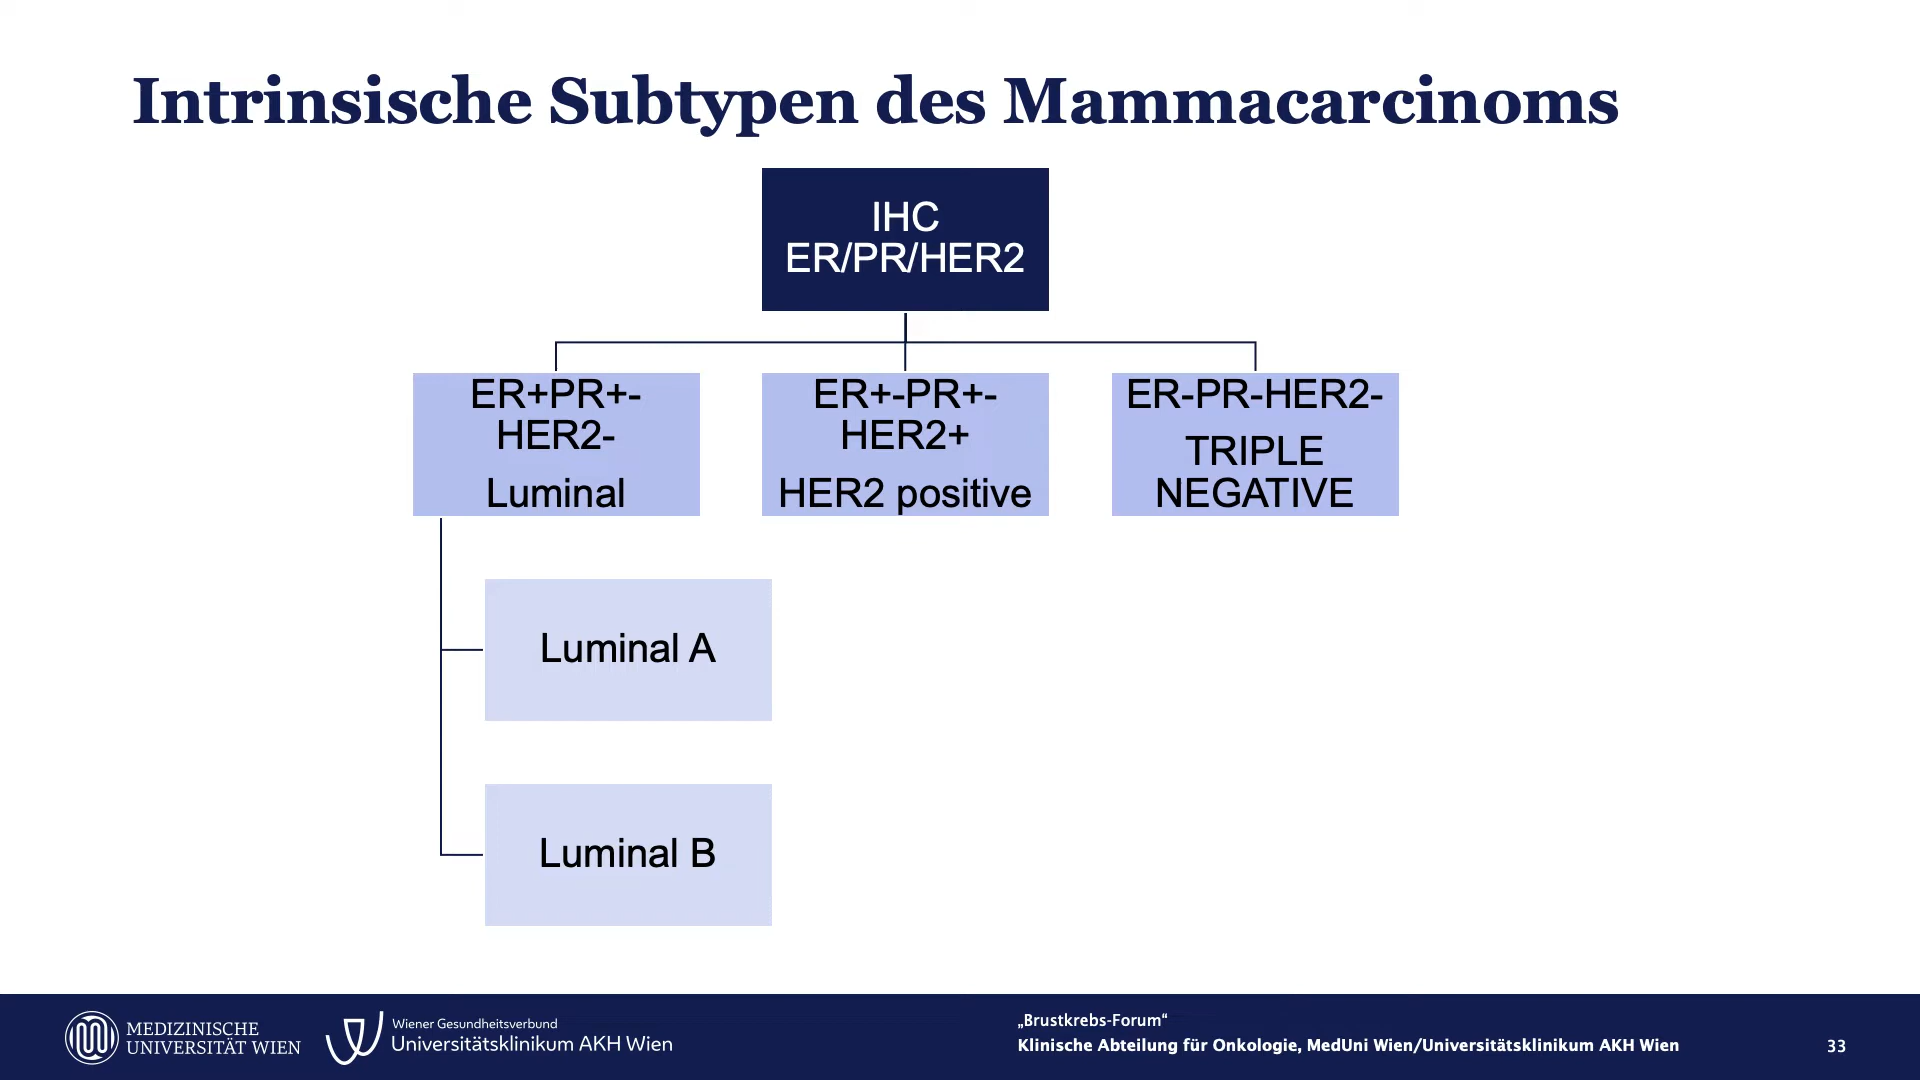 Intrinsische Subtypen des Mammacarcinoms
IHC
ER/PR/HER2
ER+PR+-
HER2-
Luminal
ER+-PR+-
HER2+
HER2 positive
ER-PR-HER2-
TRIPLE
NEGATIVE
Luminal A
Luminal B
MEDIZINISCHE
UNIVERSITÄT WIEN
Wiener Gesundheitsverbund
Universitätsklinikum AKH Wien
„Brustkrebs-Forum“
Klinische Abteilung für Onkologie, MedUni Wien/Universitätsklinikum AKH Wien
33